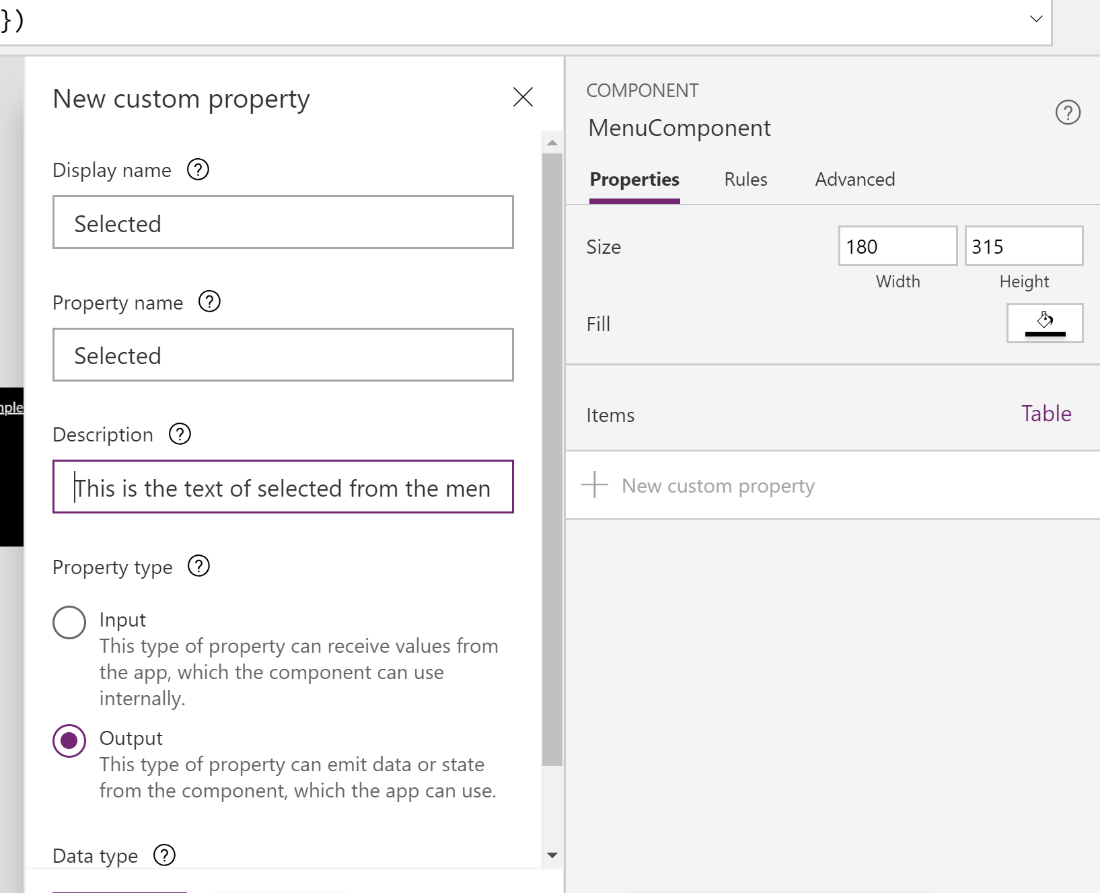 })
New custom property
Display name ?
Selected
Property name ?
Selected
Description ?
This is the text of selected from the men
Property type ?
Input
This type of property can receive values from
the app, which the component can use
internally.
Output
This type of property can emit data or state
from the component, which the app can use.
Data type ?
COMPONENT
MenuComponent
?
Properties Rules Advanced
Size 180 315
Width Height
Fill
Items Table
New custom property